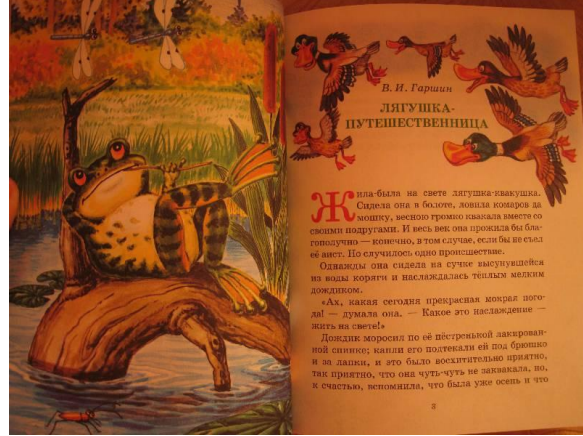 В. И. Гаршин
ЛЯГУШКА-
ПУТЕШЕСТВЕННИЦА
Жила-была на свете лягушка-квакушка.
Сидела она в болоте, ловила комаров да
мошку, весною громко квакала вместе со
своими подругами. И весь век она прожила бы бла-
гополучно — конечно, в том случае, если бы не съел
её аист. Но случилось одно происшествие.
Однажды она сидела на сучке высунувшейся
из воды коряги и наслаждалась тёплым мелким
дождиком.
«Ах, какая сегодня прекрасная мокрая пого-
да! — думала она. — Какое это наслаждение —
жить на свете!»
Дождик моросил по её пёстренькой лакирован-
ной спинке; капли его подтекали ей под брюшко
и за лапки, и это было восхитительно приятно,
так приятно, что она чуть-чуть не заквакала, но,
к счастью, вспомнила, что была уже осень и что
3